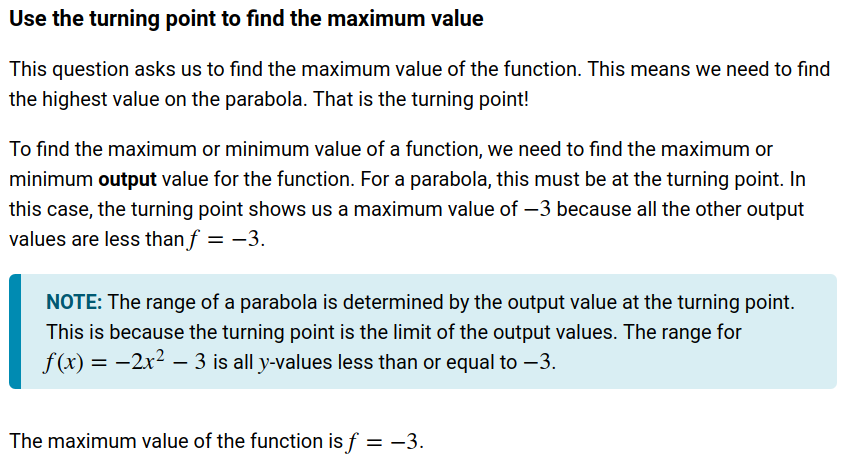 Use the turning point to find the maximum value
This question asks us to find the maximum value of the function. This means we need to find
the highest value on the parabola. That is the turning point!
To find the maximum or minimum value of a function, we need to find the maximum or
minimum output value for the function. For a parabola, this must be at the turning point. In
this case, the turning point shows us a maximum value of −3 because all the other output
values are less than f = −3.
NOTE: The range of a parabola is determined by the output value at the turning point.
This is because the turning point is the limit of the output values. The range for
f(x) = −2x² − 3 is all y-values less than or equal to −3.
The maximum value of the function is f = −3.